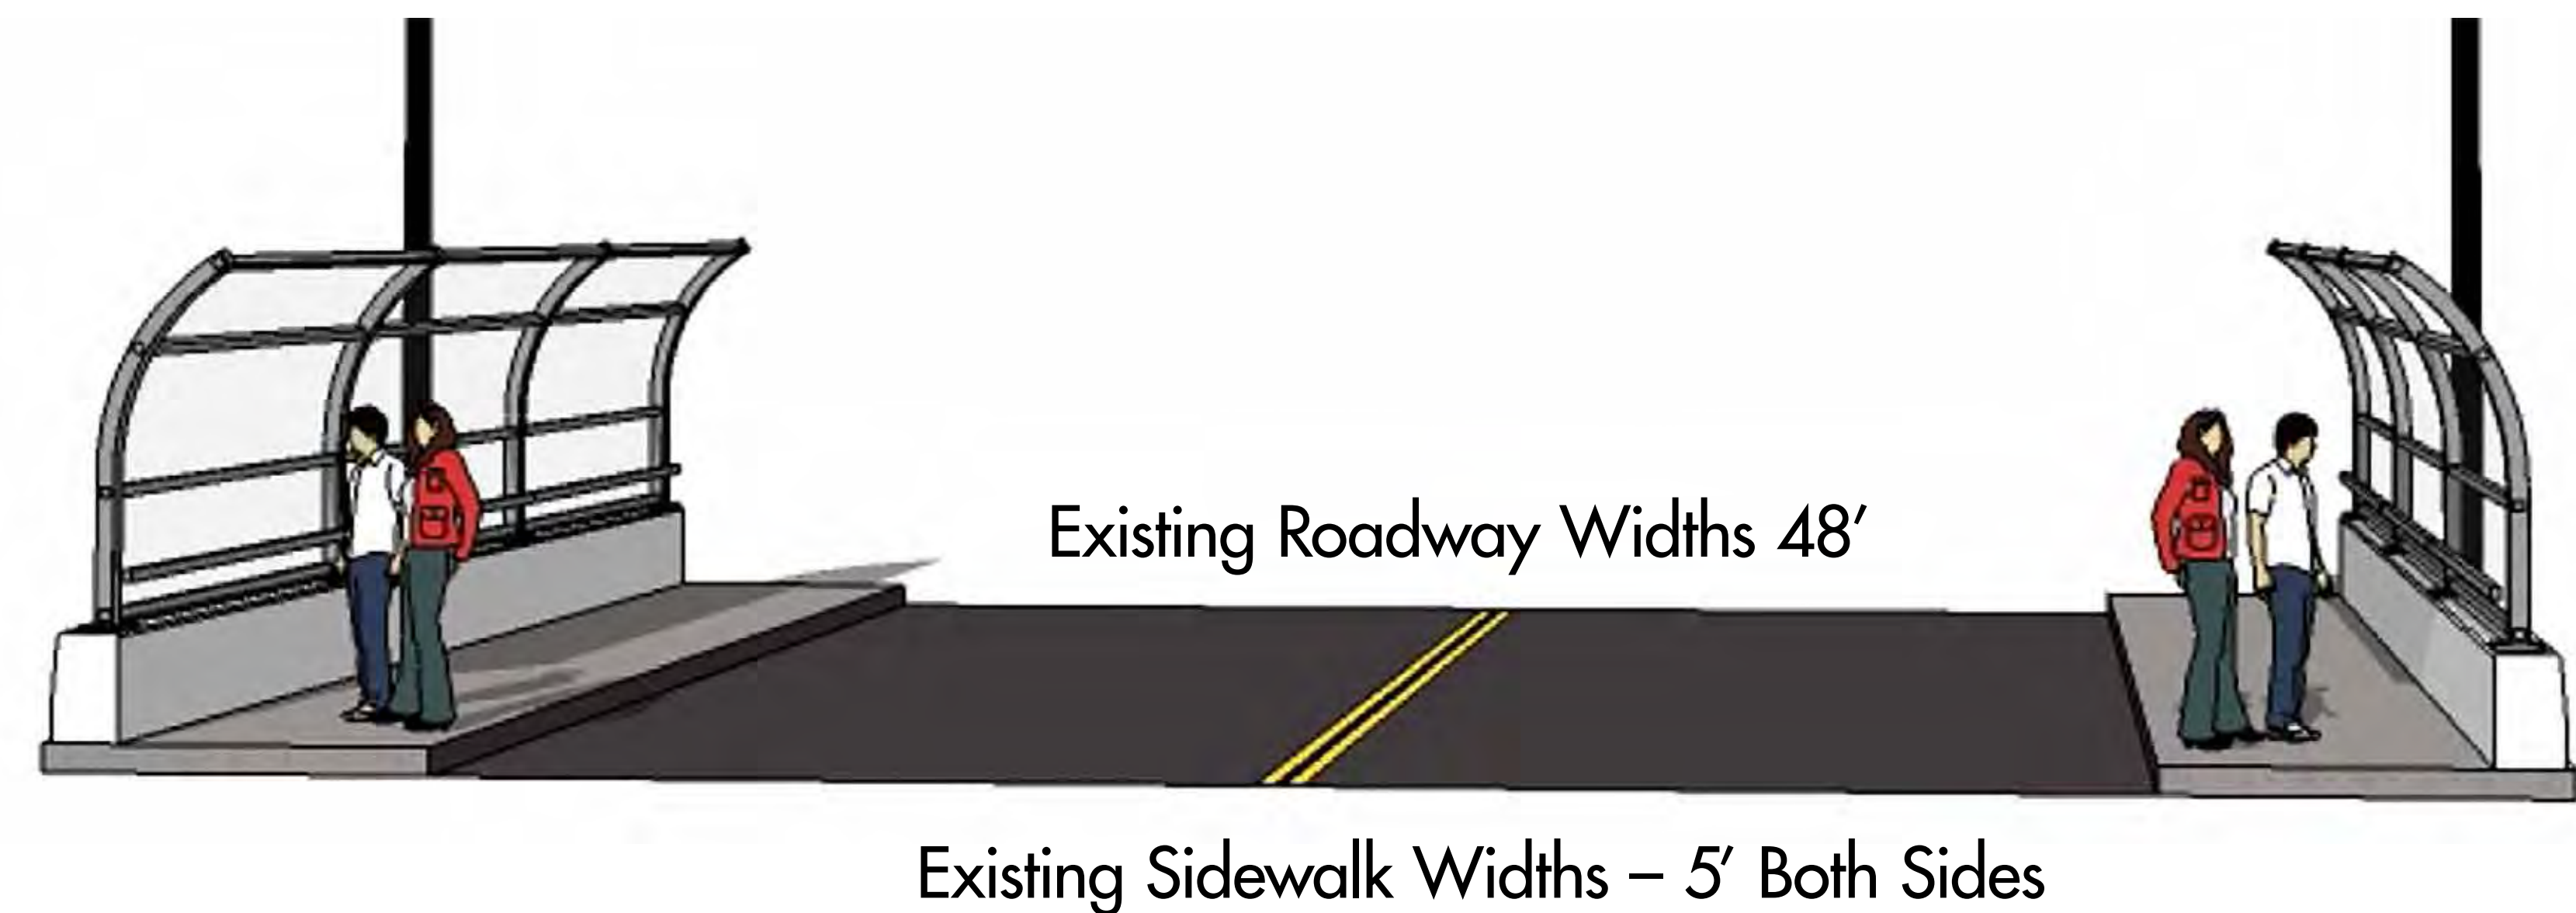 Existing Roadway Widths 48′
Existing Sidewalk Widths – 5′ Both Sides